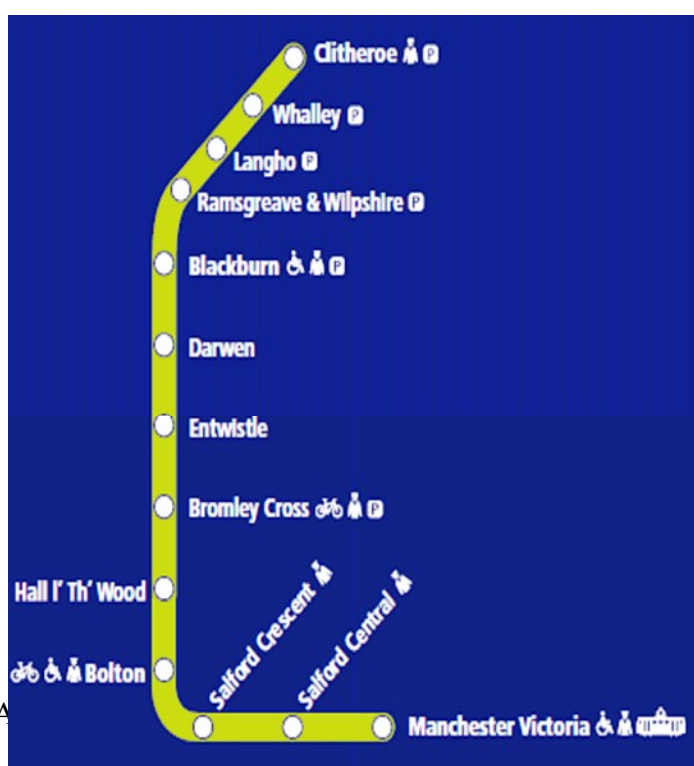 Clitheroe P
Whalley P
Langho P
Ramsgreave & Wilpshire P
Blackburn P
Darwen
Entwistle
Bromley Cross P
Hall I' Th' Wood
Salford Crescent
Salford Central
Bolton
Manchester Victoria